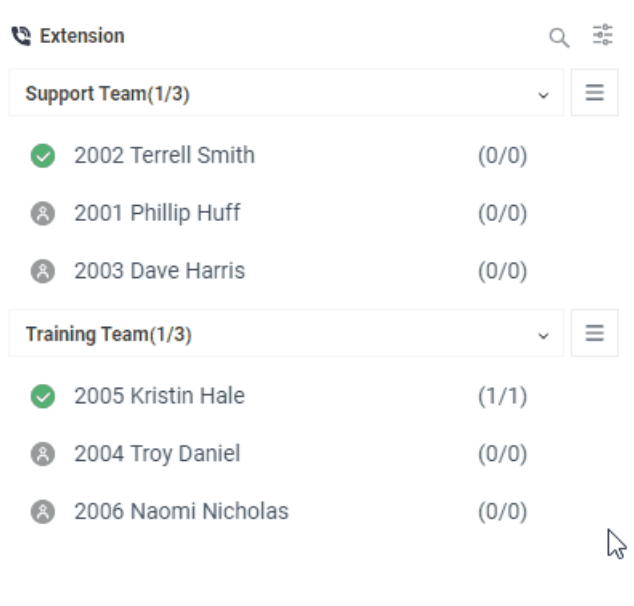 Extension
Support Team(1/3)
2002 Terrell Smith (0/0)
2001 Phillip Huff (0/0)
2003 Dave Harris (0/0)
Training Team(1/3)
2005 Kristin Hale (1/1)
2004 Troy Daniel (0/0)
2006 Naomi Nicholas (0/0)